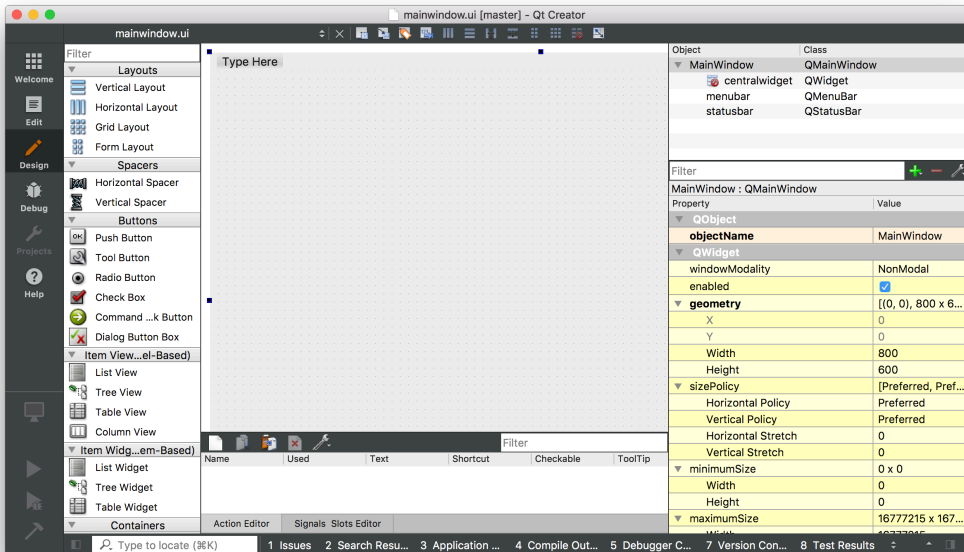 mainwindow.ui [master] - Qt Creator
mainwindow.ui
Welcome
Edit
Design
Debug
Projects
Help
Filter
Layouts
Vertical Layout
Horizontal Layout
Grid Layout
Form Layout
Spacers
Horizontal Spacer
Vertical Spacer
Buttons
OK Push Button
Tool Button
Radio Button
Check Box
Command ...k Button
Dialog Button Box
Item View...el-Based)
List View
Tree View
Table View
Column View
Item Widg...em-Based)
List Widget
Tree Widget
Table Widget
Containers
Type Here
Filter
Name Used Text Shortcut Checkable ToolTip
Action Editor Signals Slots Editor
Object Class
MainWindow QMainWindow
centralwidget QWidget
menubar QMenuBar
statusbar QStatusBar
Filter
MainWindow : QMainWindow
Property Value
QObject
objectName MainWindow
QWidget
windowModality NonModal
enabled
geometry [(0, 0), 800 x 6...
X 0
Y 0
Width 800
Height 600
sizePolicy [Preferred, Pref...
Horizontal Policy Preferred
Vertical Policy Preferred
Horizontal Stretch 0
Vertical Stretch 0
minimumSize 0 x 0
Width 0
Height 0
maximumSize 16777215 x 167...
Width 16777215
Type to locate (⌘K) 1 Issues 2 Search Resu... 3 Application ... 4 Compile Out... 5 Debugger C... 7 Version Con... 8 Test Results